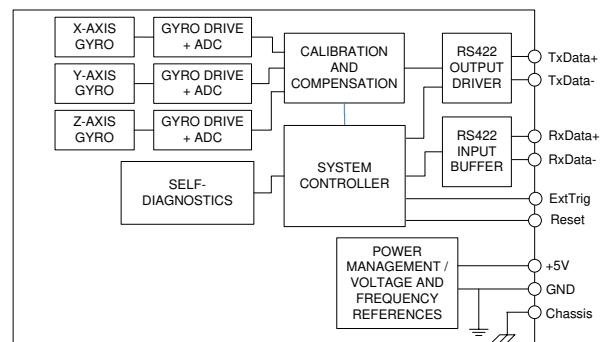 X-AXIS
GYRO
GYRO DRIVE
+ ADC
Y-AXIS
GYRO
GYRO DRIVE
+ ADC
Z-AXIS
GYRO
GYRO DRIVE
+ ADC
CALIBRATION
AND
COMPENSATION
RS422
OUTPUT
DRIVER
TxData+
TxData-
RS422
INPUT
BUFFER
RxData+
RxData-
SELF-
DIAGNOSTICS
SYSTEM
CONTROLLER
ExtTrig
Reset
POWER
MANAGEMENT /
VOLTAGE AND
FREQUENCY
REFERENCES
+5V
GND
Chassis